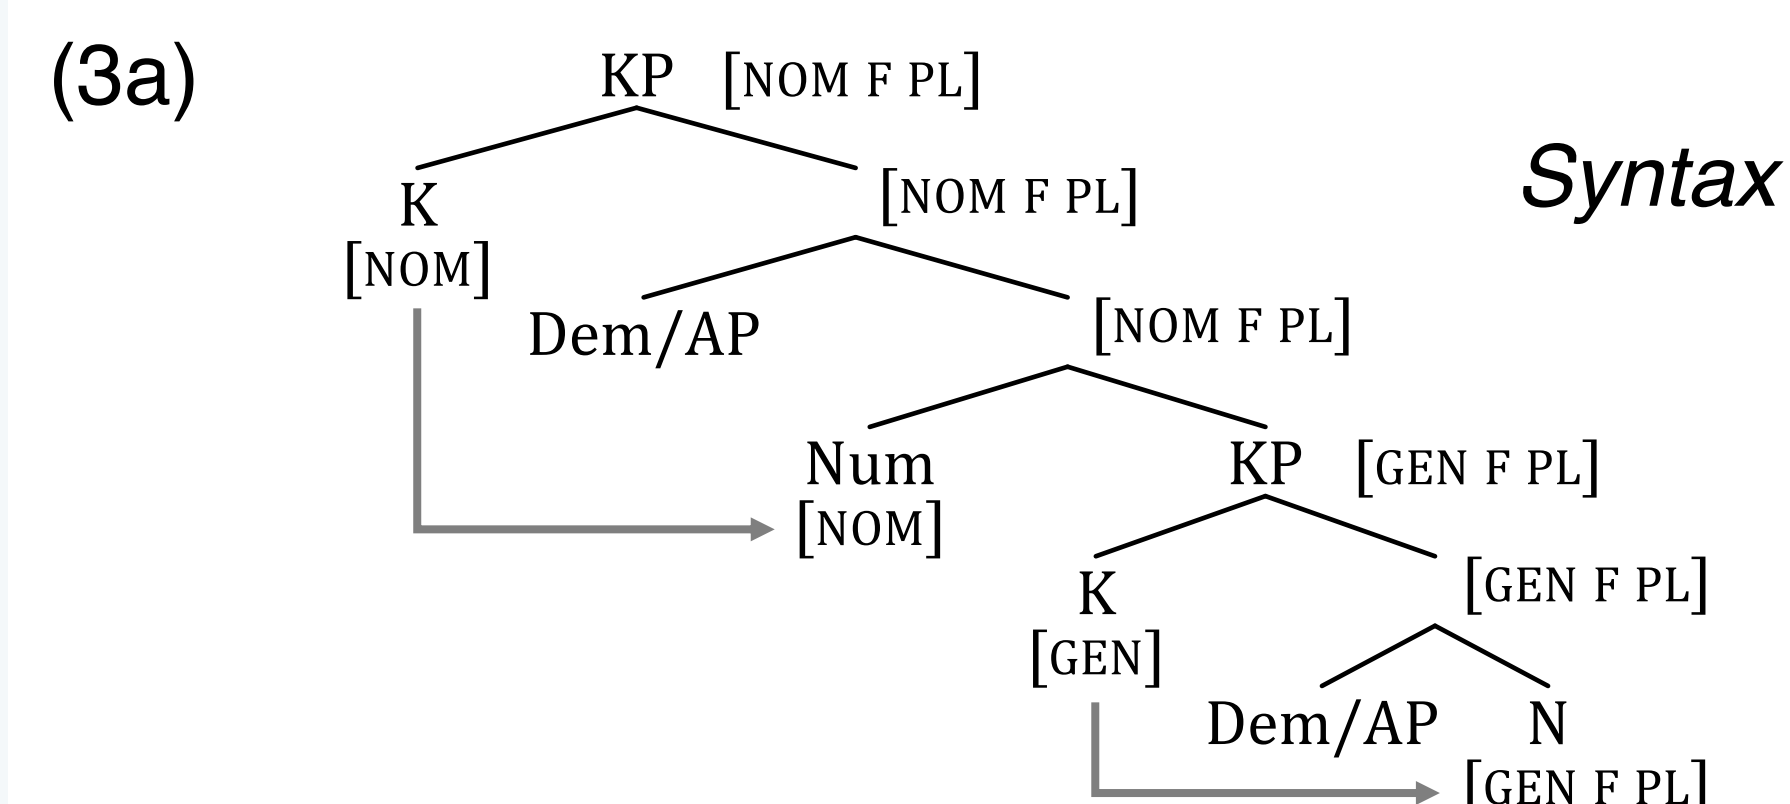 (3a)
KP [NOM F PL]
Syntax
K
[NOM F PL]
[NOM]
Dem/AP
[NOM F PL]
Num
KP [GEN F PL]
[NOM]
K
[GEN F PL]
[GEN]
Dem/AP N
[GEN F PL]